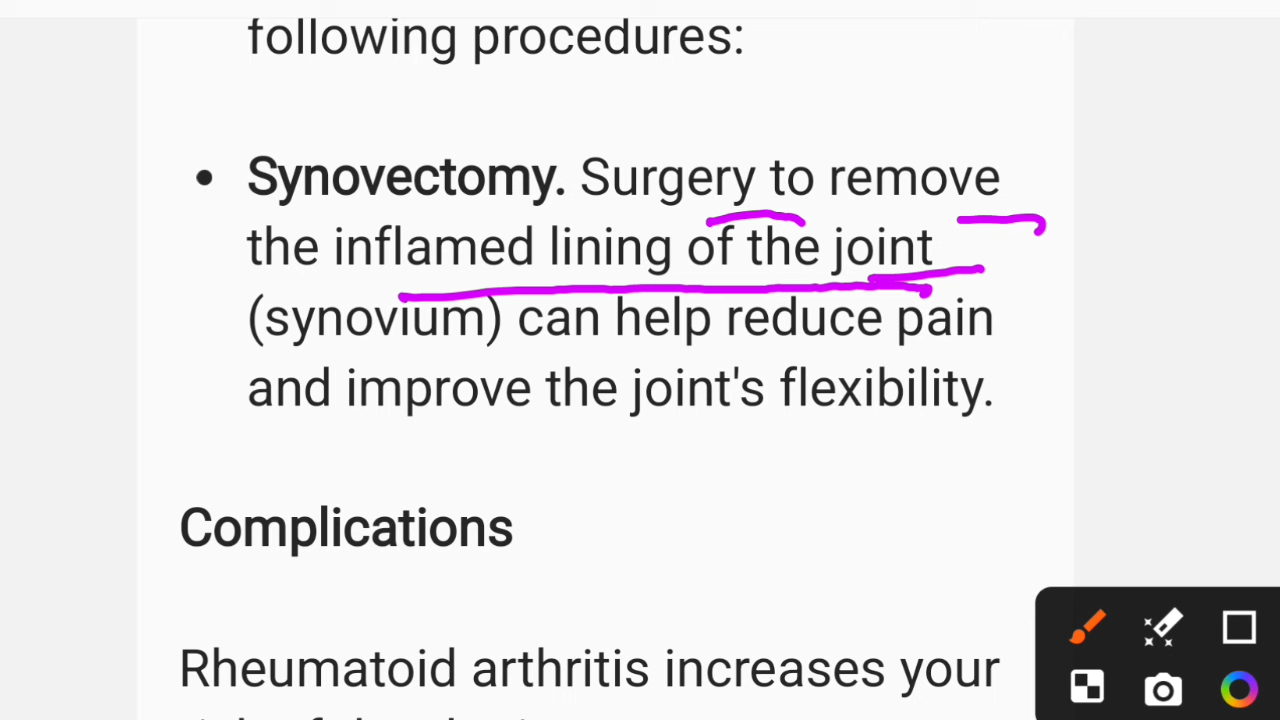 following procedures:
• Synovectomy. Surgery to remove
the inflamed lining of the joint
(synovium) can help reduce pain
and improve the joint's flexibility.
Complications
Rheumatoid arthritis increases your